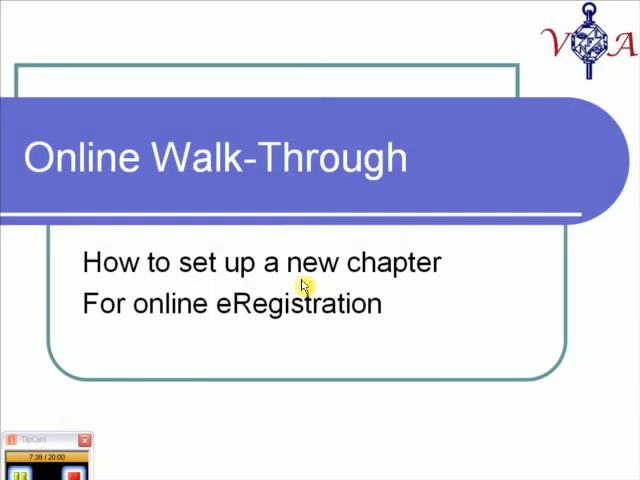 V A
Online Walk-Through
How to set up a new chapter
For online eRegistration
TipCam
7:38 / 20:00